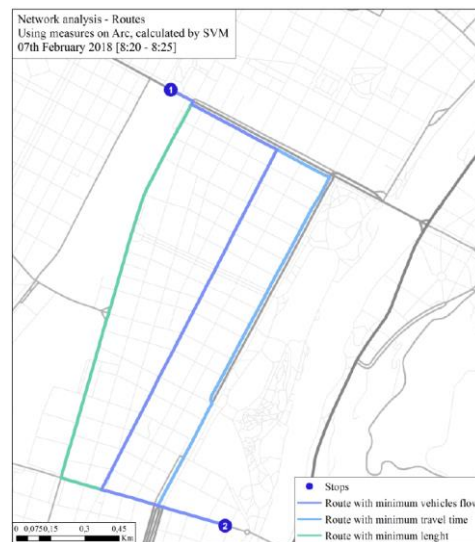 Network analysis - Routes
Using measures on Arc, calculated by SVM
07th February 2018 [8:20 - 8:25]
1
2
Stops
Route with minimum vehicles flow
Route with minimum travel time
Route with minimum lenght
0 0,0750,15 0,3 0,45
Km